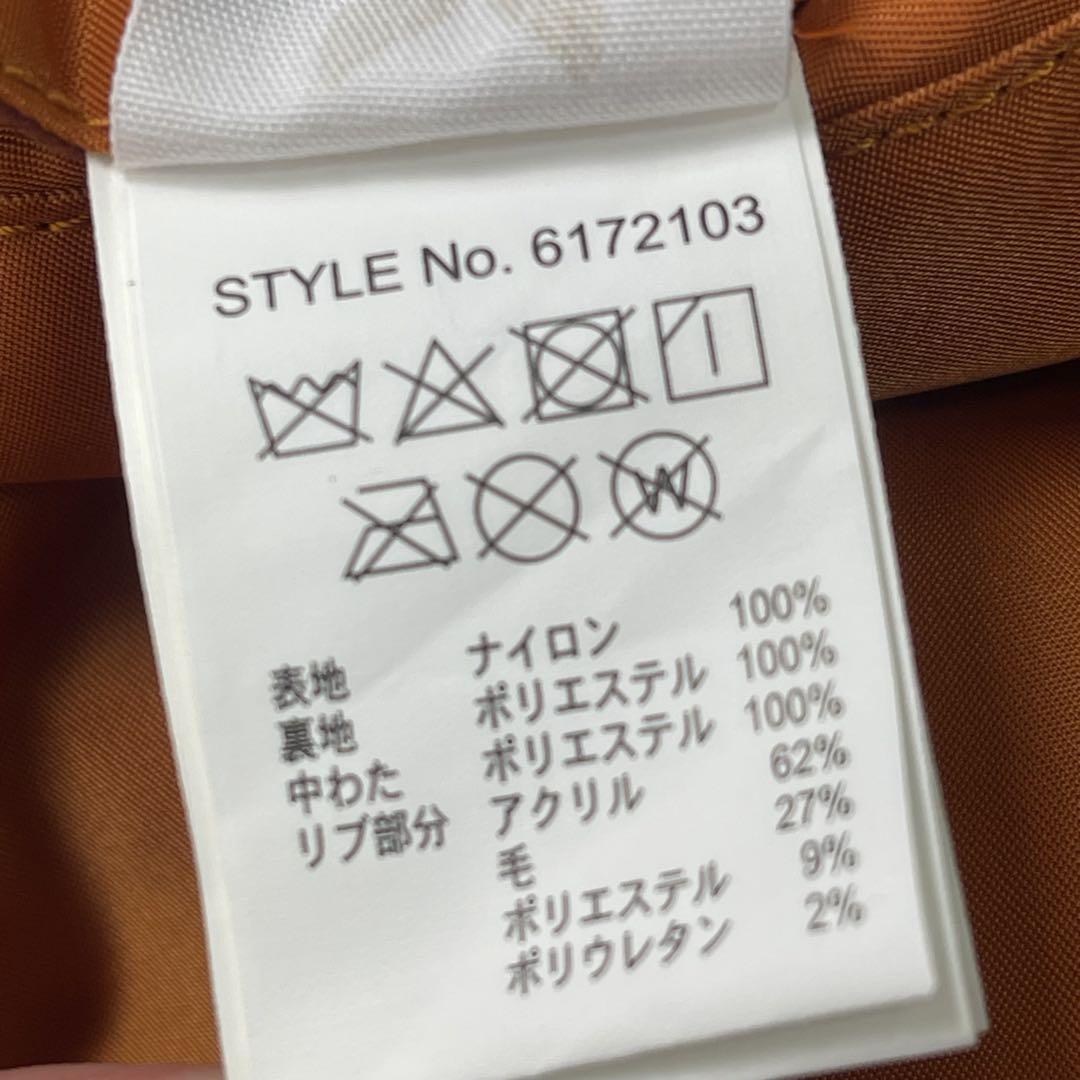 STYLE No. 6172103
W
表地 ナイロン 100%
裏地 ポリエステル 100%
中わた ポリエステル 100%
リブ部分 アクリル 62%
毛 27%
ポリエステル 9%
ポリウレタン 2%